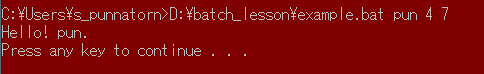 C:¥Users¥s_punnatorn>D:¥batch_lesson¥example.bat pun 4 7
Hello! pun.
Press any key to continue . . .